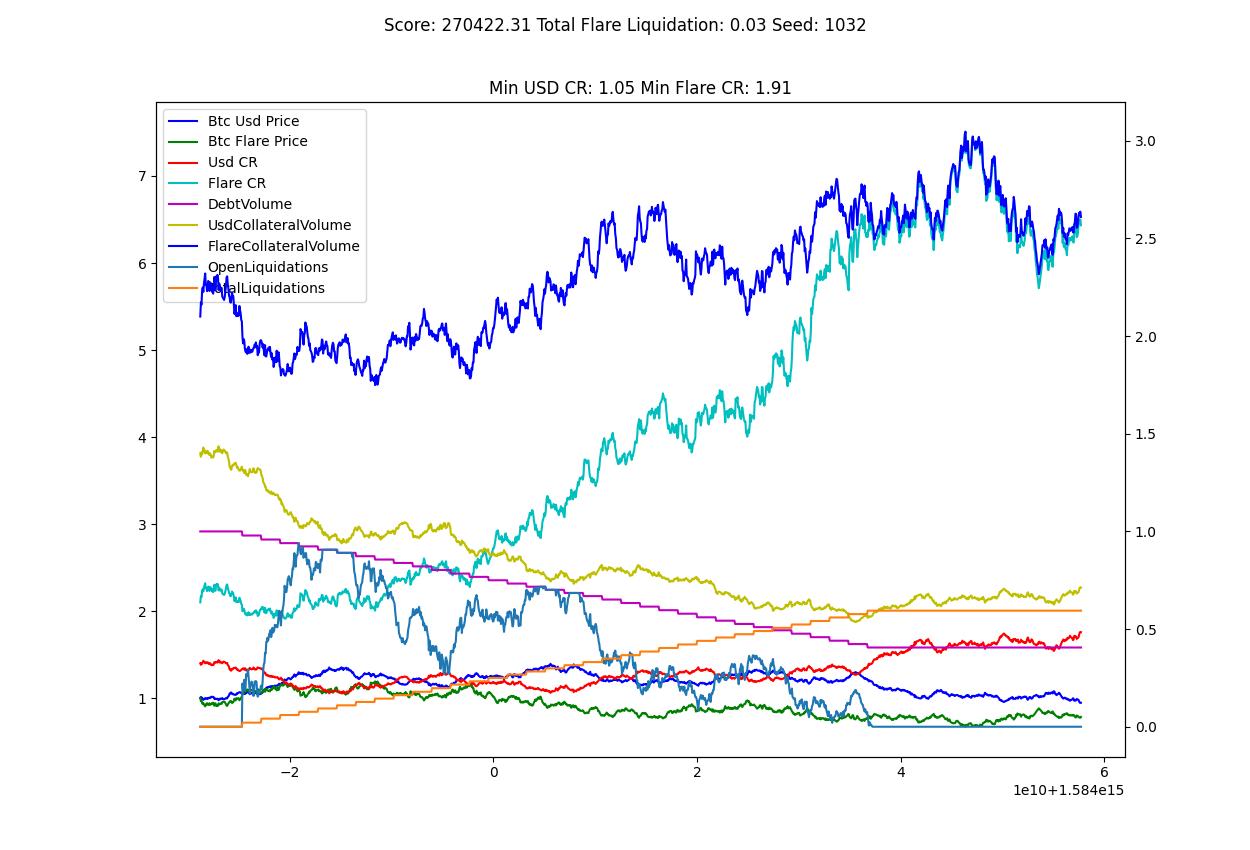 Score: 270422.31 Total Flare Liquidation: 0.03 Seed: 1032
Min USD CR: 1.05 Min Flare CR: 1.91
Btc Usd Price
Btc Flare Price
Usd CR
Flare CR
DebtVolume
UsdCollateralVolume
FlareCollateralVolume
OpenLiquidations
TotalLiquidations
7
6
5
4
3
2
1
3.0
2.5
2.0
1.5
1.0
0.5
0.0
−2
0
2
4
6
1e10+1.584e15